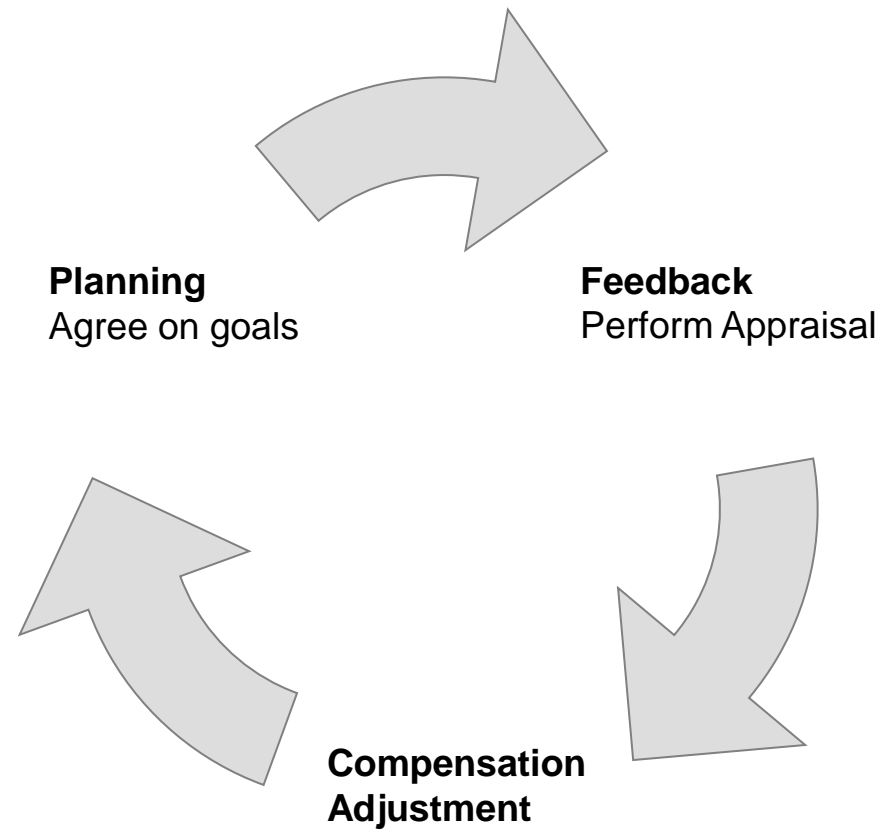 Planning
Agree on goals
Feedback
Perform Appraisal
Compensation
Adjustment